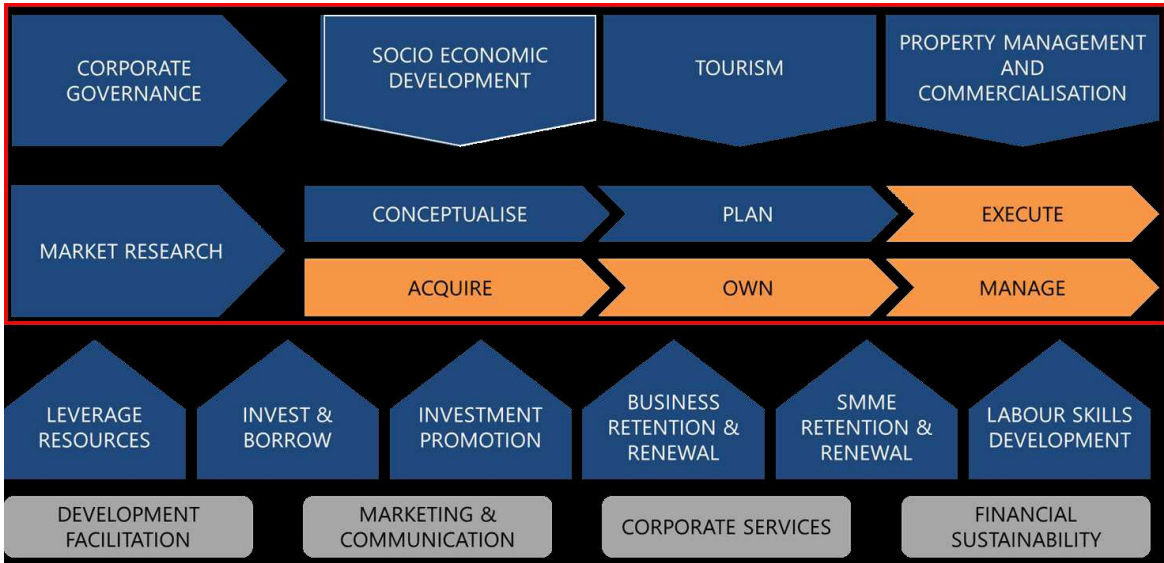 CORPORATE
GOVERNANCE
SOCIO ECONOMIC
DEVELOPMENT
TOURISM
PROPERTY MANAGEMENT
AND
COMMERCIALISATION
MARKET RESEARCH
CONCEPTUALISE
PLAN
EXECUTE
ACQUIRE
OWN
MANAGE
LEVERAGE
RESOURCES
INVEST &
BORROW
INVESTMENT
PROMOTION
BUSINESS
RETENTION &
RENEWAL
SMME
RETENTION &
RENEWAL
LABOUR SKILLS
DEVELOPMENT
DEVELOPMENT
FACILITATION
MARKETING &
COMMUNICATION
CORPORATE SERVICES
FINANCIAL
SUSTAINABILITY